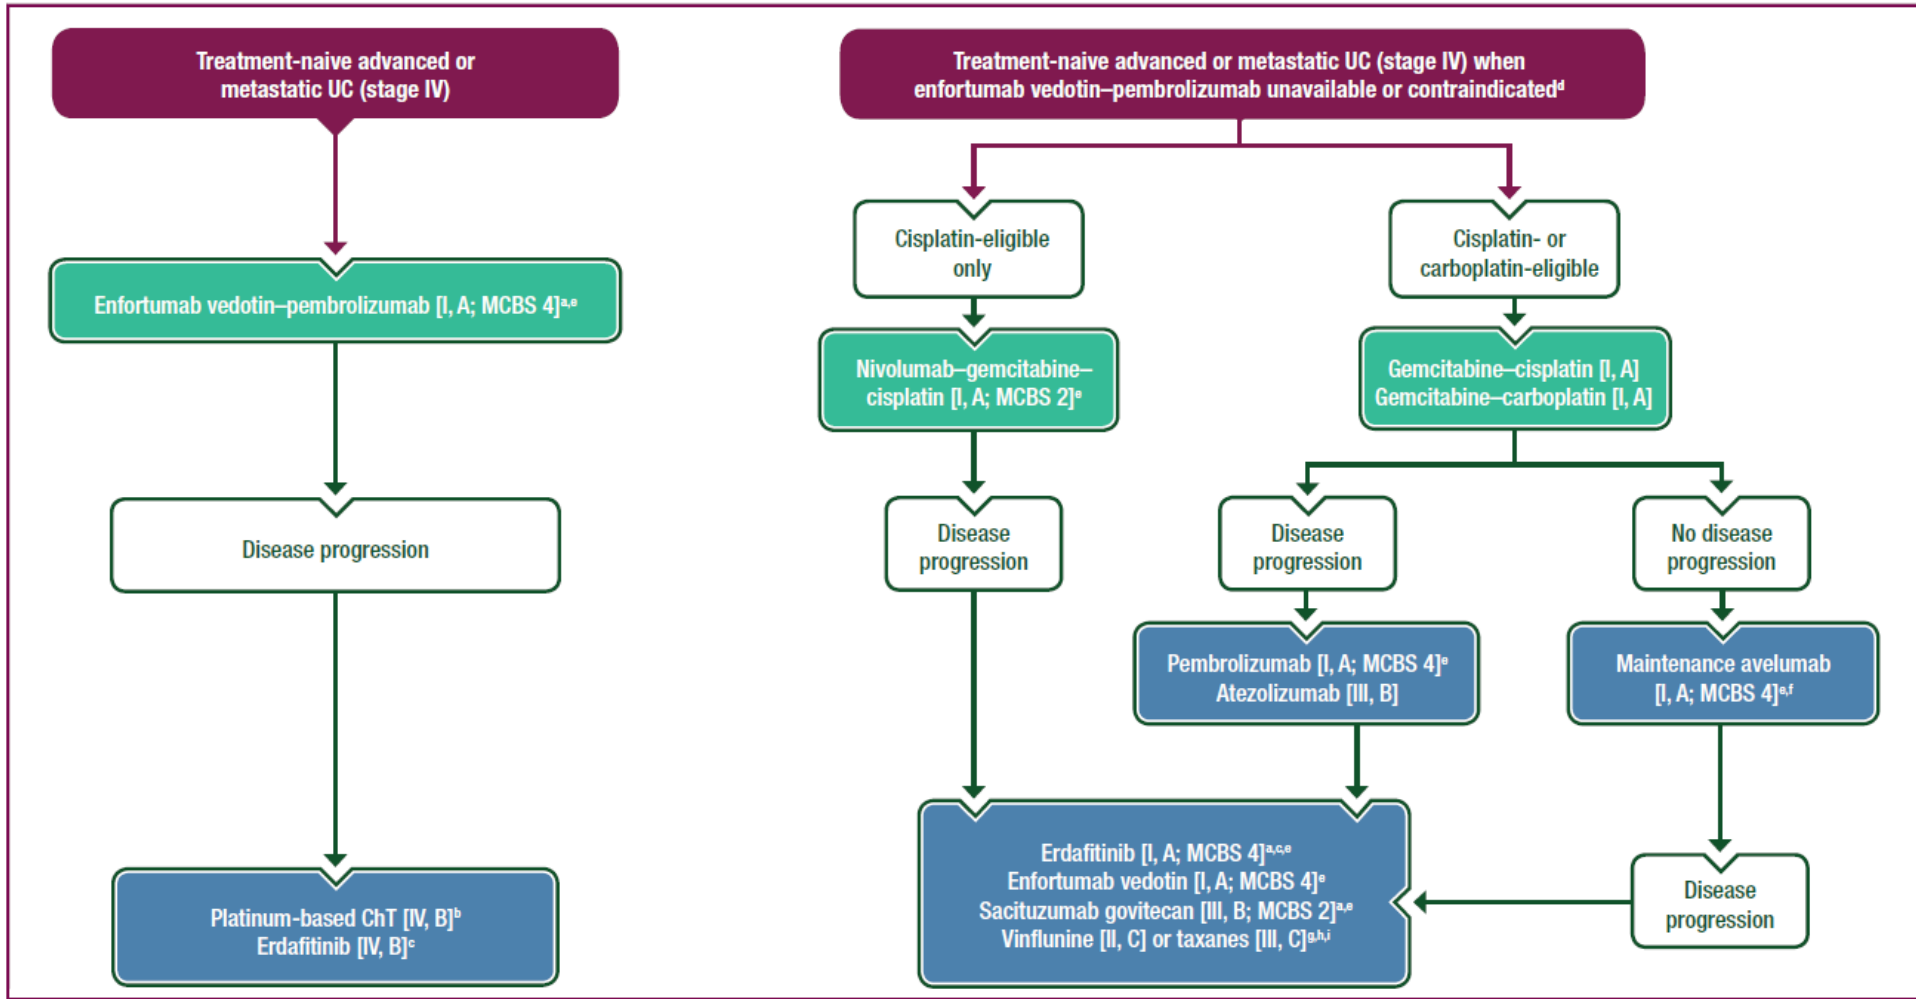 Treatment-naive advanced or
metastatic UC (stage IV)
Enfortumab vedotin–pembrolizumab [I, A; MCBS 4]ᵃ,ᵉ
Disease progression
Platinum-based ChT [IV, B]ᵇ
Erdafitinib [IV, B]ᶜ
Treatment-naive advanced or metastatic UC (stage IV) when
enfortumab vedotin–pembrolizumab unavailable or contraindicatedᵈ
Cisplatin-eligible
only
Nivolumab–gemcitabine–
cisplatin [I, A; MCBS 2]ᵉ
Disease
progression
Cisplatin- or
carboplatin-eligible
Gemcitabine–cisplatin [I, A]
Gemcitabine–carboplatin [I, A]
Disease
progression
Pembrolizumab [I, A; MCBS 4]ᵉ
Atezolizumab [III, B]
No disease
progression
Maintenance avelumab
[I, A; MCBS 4]ᵉ,ᶠ
Disease
progression
Erdafitinib [I, A; MCBS 4]ᵃ,ᶜ,ᵉ
Enfortumab vedotin [I, A; MCBS 4]ᵉ
Sacituzumab govitecan [III, B; MCBS 2]ᵃ,ᵉ
Vinflunine [II, C] or taxanes [III, C]ᵍ,ʰ,ⁱ